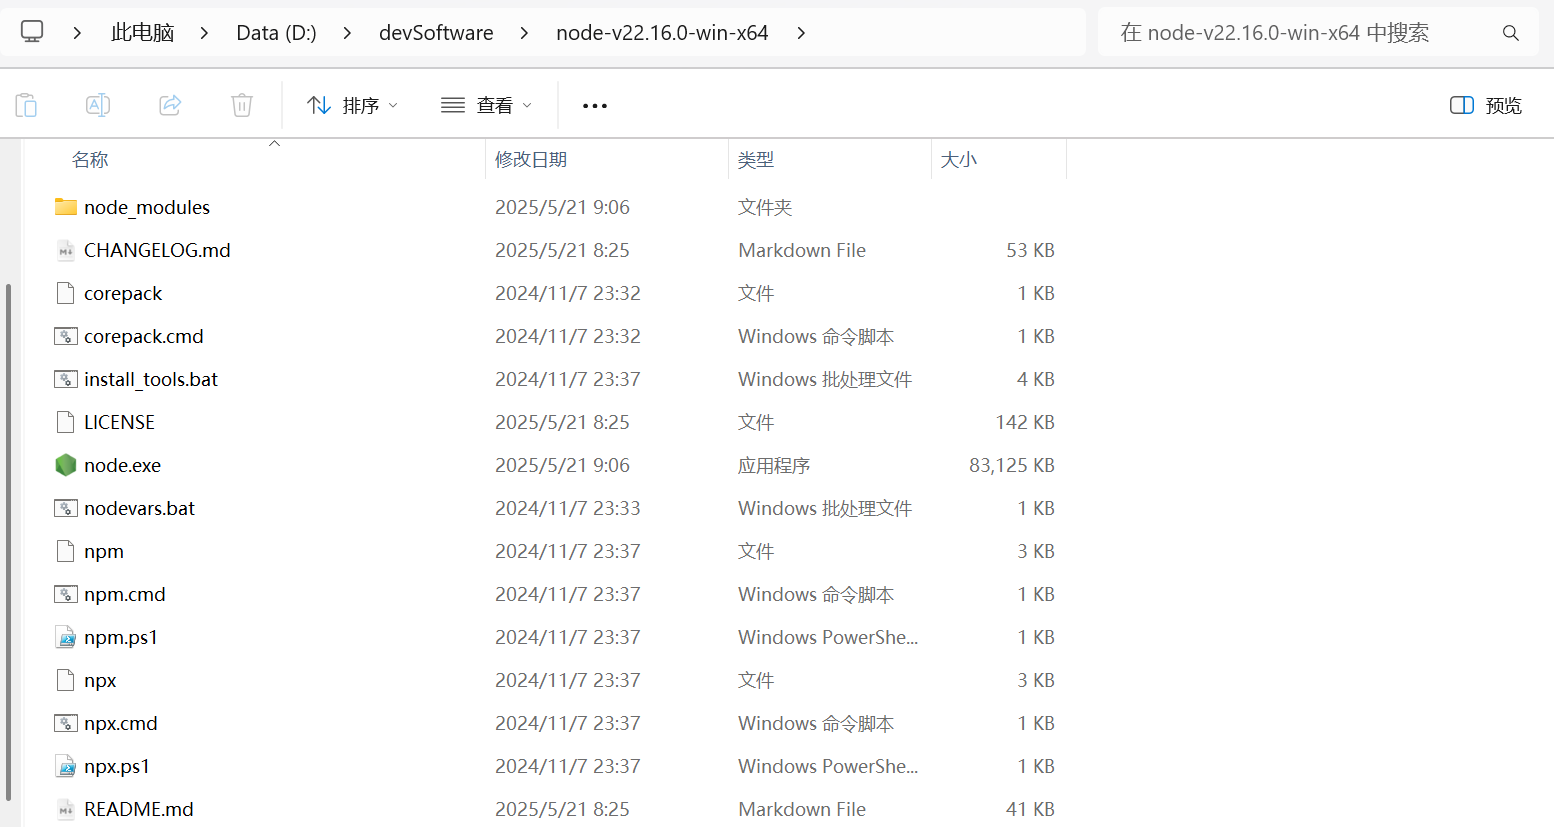 此电脑 Data (D:) devSoftware node-v22.16.0-win-x64 在 node-v22.16.0-win-x64 中搜索
排序 查看 预览
名称 修改日期 类型 大小
node_modules 2025/5/21 9:06 文件夹
CHANGELOG.md 2025/5/21 8:25 Markdown File 53 KB
corepack 2024/11/7 23:32 文件 1 KB
corepack.cmd 2024/11/7 23:32 Windows 命令脚本 1 KB
install_tools.bat 2024/11/7 23:37 Windows 批处理文件 4 KB
LICENSE 2025/5/21 8:25 文件 142 KB
node.exe 2025/5/21 9:06 应用程序 83,125 KB
nodevars.bat 2024/11/7 23:33 Windows 批处理文件 1 KB
npm 2024/11/7 23:37 文件 3 KB
npm.cmd 2024/11/7 23:37 Windows 命令脚本 1 KB
npm.ps1 2024/11/7 23:37 Windows PowerShe... 1 KB
npx 2024/11/7 23:37 文件 3 KB
npx.cmd 2024/11/7 23:37 Windows 命令脚本 1 KB
npx.ps1 2024/11/7 23:37 Windows PowerShe... 1 KB
README.md 2025/5/21 8:25 Markdown File 41 KB